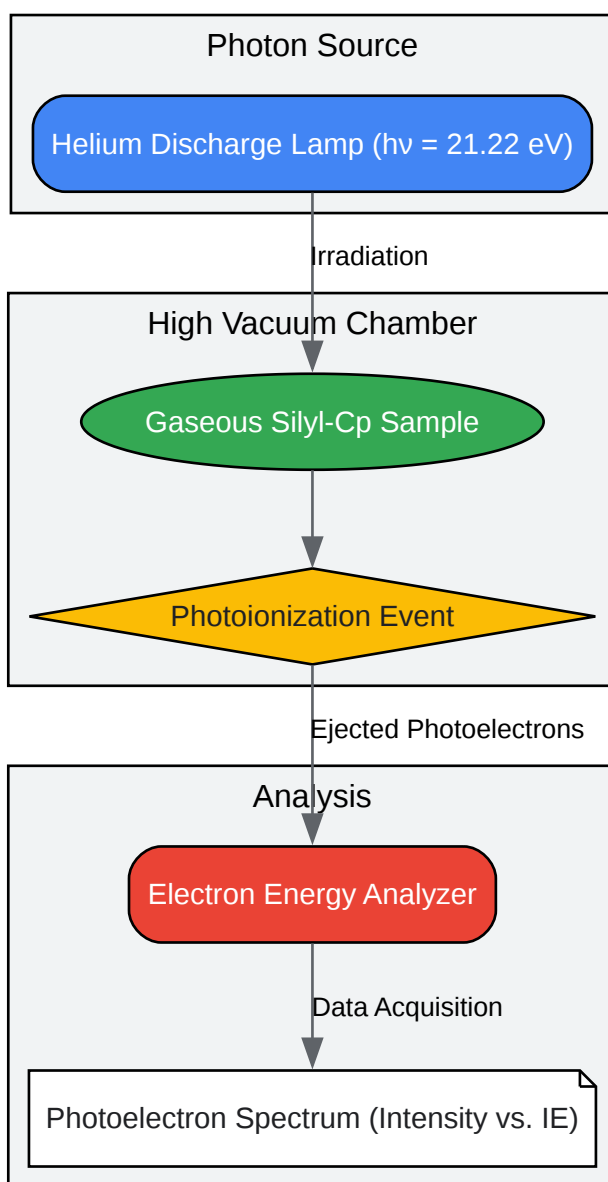 Photon Source
Helium Discharge Lamp (hν = 21.22 eV)
Irradiation
High Vacuum Chamber
Gaseous Silyl-Cp Sample
Photoionization Event
Ejected Photoelectrons
Analysis
Electron Energy Analyzer
Data Acquisition
Photoelectron Spectrum (Intensity vs. IE)